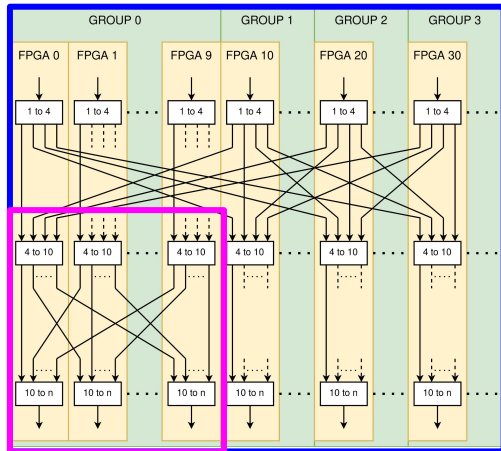 GROUP 0 GROUP 1 GROUP 2 GROUP 3
FPGA 0 FPGA 1 FPGA 9 FPGA 10 FPGA 20 FPGA 30
1 to 4 1 to 4 1 to 4 1 to 4 1 to 4 1 to 4
4 to 10 4 to 10 4 to 10 4 to 10 4 to 10 4 to 10
10 to n 10 to n 10 to n 10 to n 10 to n 10 to n